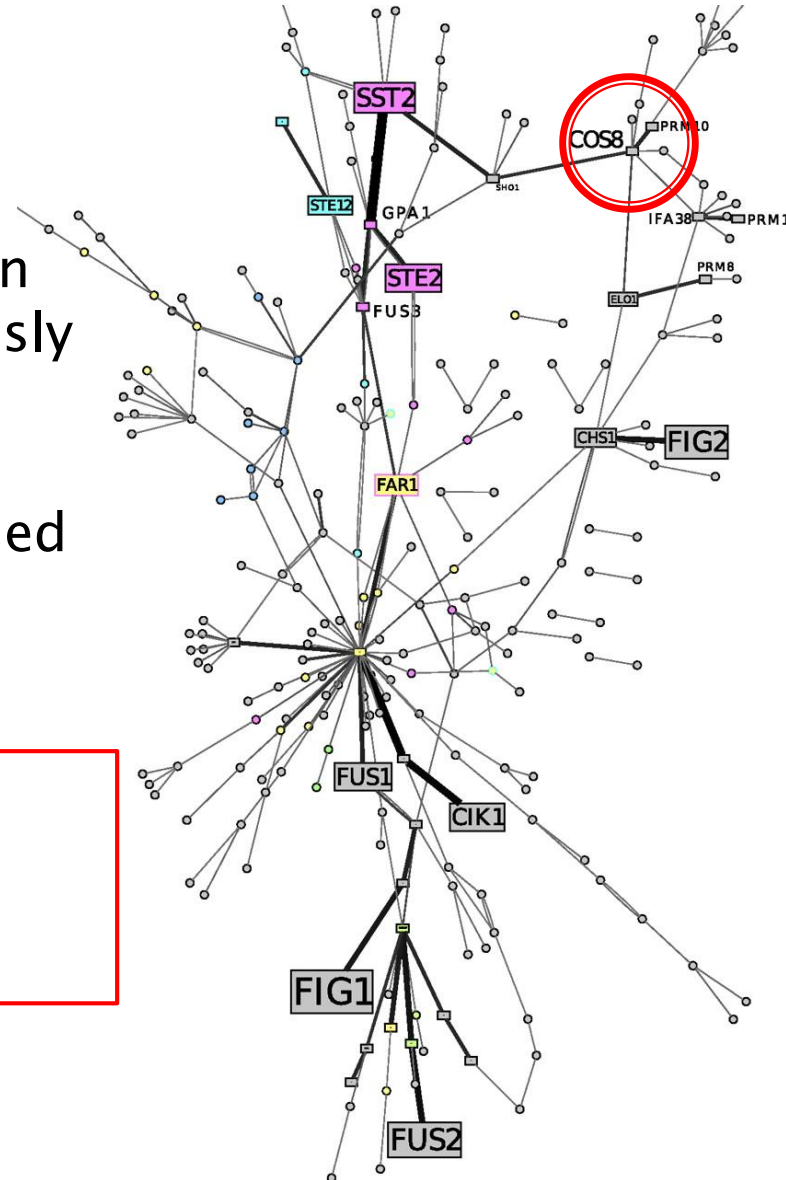 SST2
COS8
PRM10
SHO1
STE12
GPA1
IFA38
PRM1
n
STE2
PRM8
ELO1
sly
FUS3
CHS1
FIG2
FAR1
ed
FUS1
CIK1
FIG1
FUS2